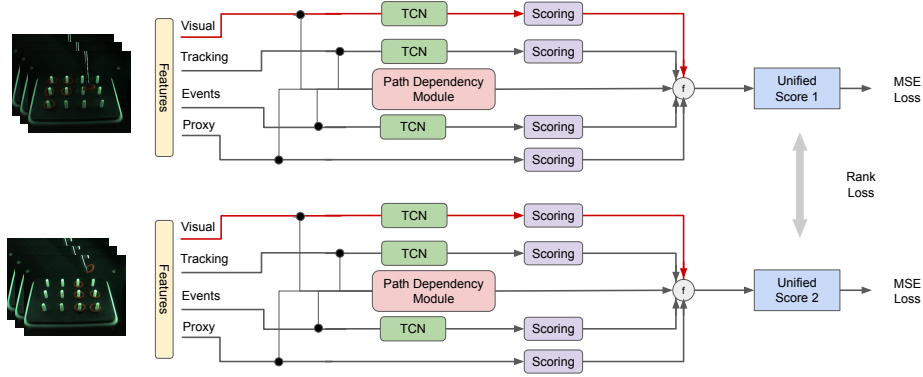 Visual
TCN
Scoring
Tracking
TCN
Scoring
Features
Path Dependency
Module
f
Unified
Score 1
MSE
Loss
Events
TCN
Scoring
Proxy
Scoring
Rank
Loss
Visual
TCN
Scoring
Tracking
TCN
Scoring
Features
Path Dependency
Module
f
Unified
Score 2
MSE
Loss
Events
TCN
Scoring
Proxy
Scoring